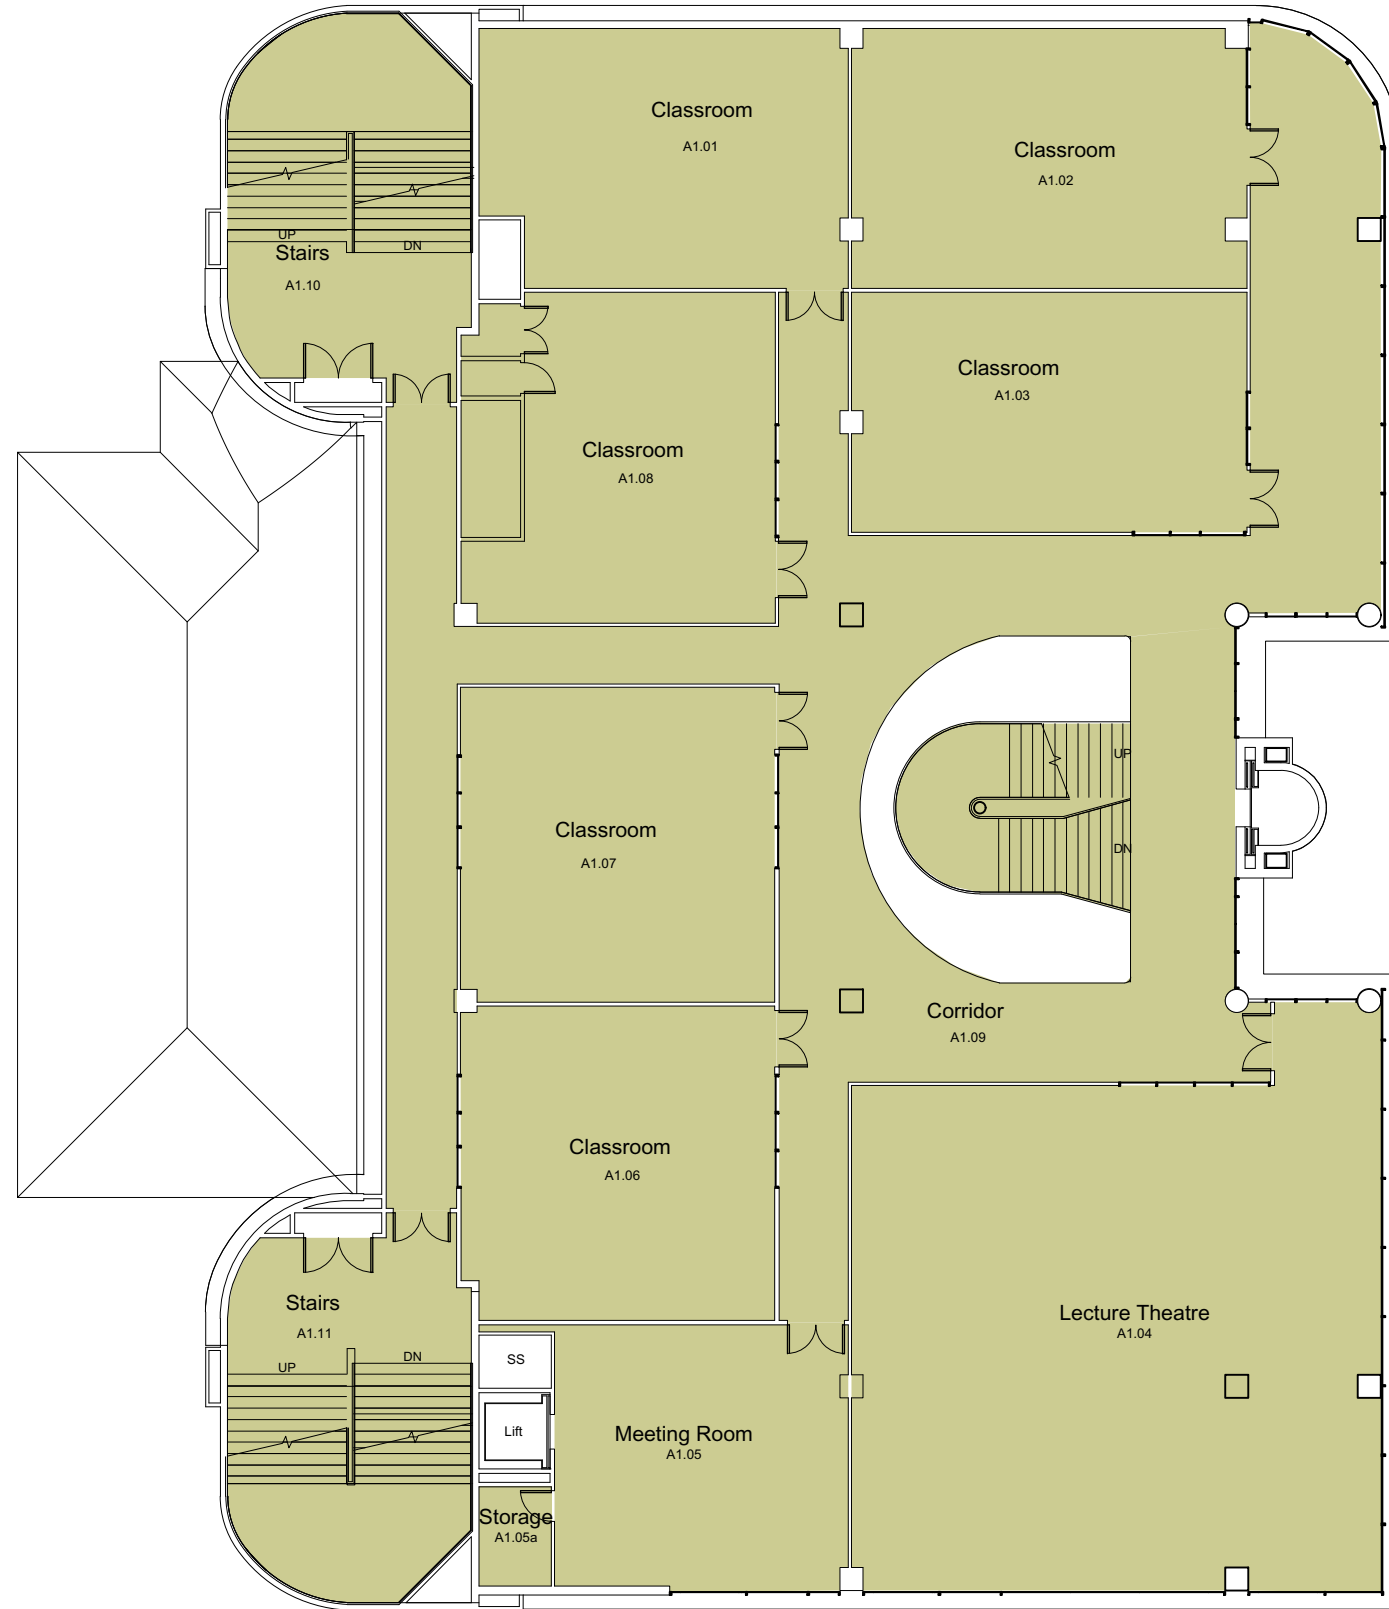 Classroom
A1.01
Classroom
A1.02
UP
DN
Stairs
A1.10
Classroom
A1.03
Classroom
A1.08
UP
Classroom
A1.07
DN
Corridor
A1.09
Classroom
A1.06
Stairs
A1.11
UP
DN
SS
Lecture Theatre
A1.04
Lift
Meeting Room
A1.05
Storage
A1.05a